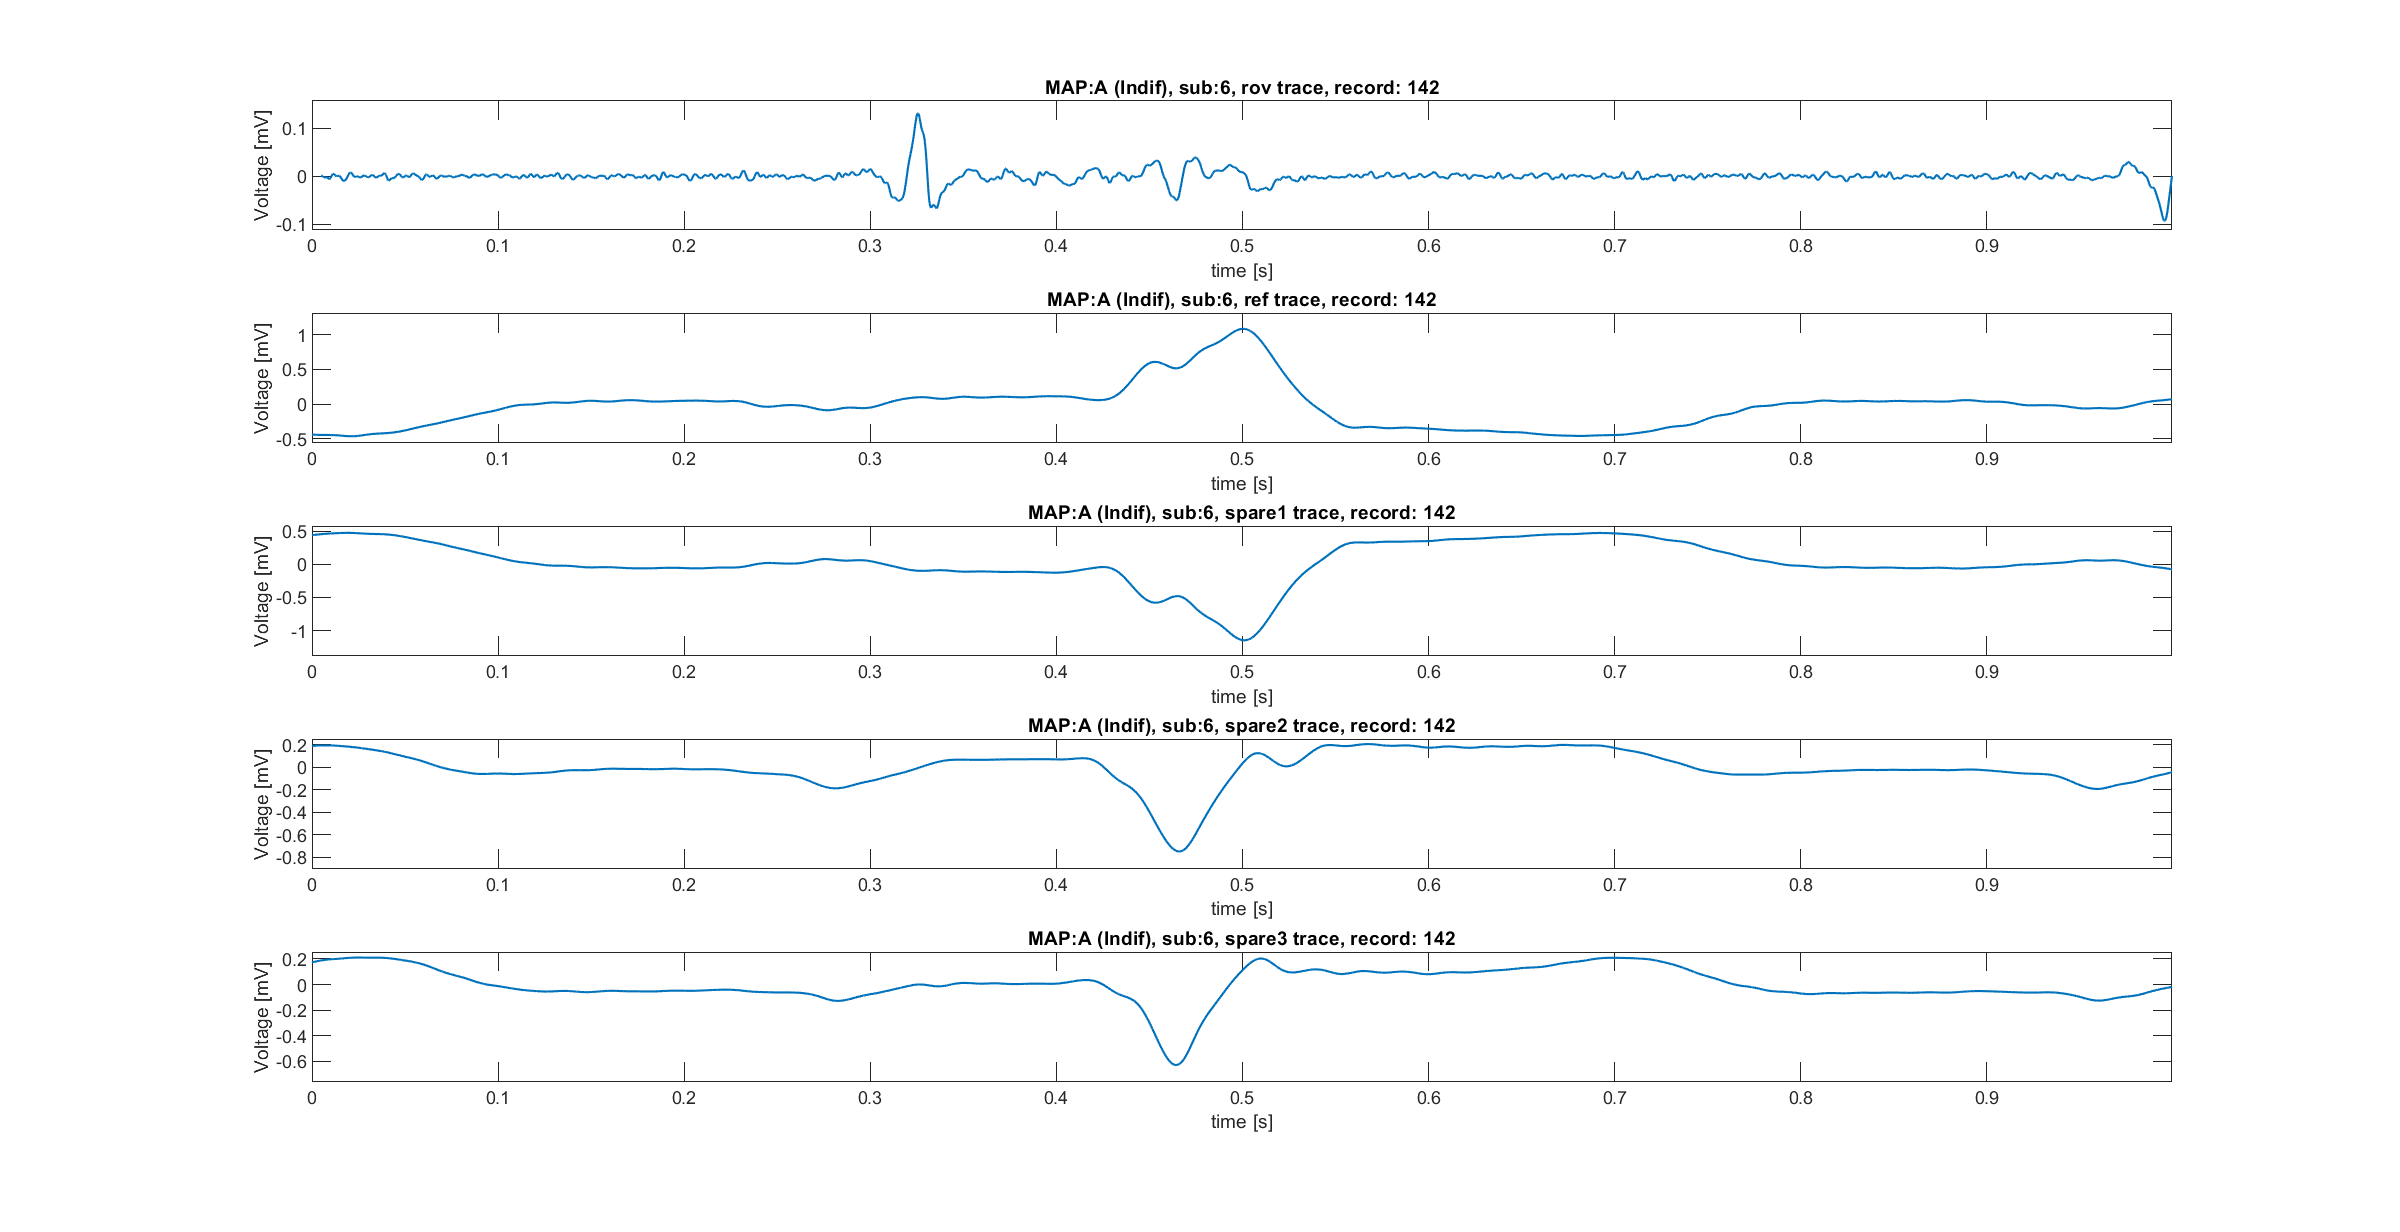 MAP:A (Indif), sub:6, rov trace, record: 142
Voltage [mV]
0.1
0
-0.1
0 0.1 0.2 0.3 0.4 0.5 0.6 0.7 0.8 0.9
time [s]
MAP:A (Indif), sub:6, ref trace, record: 142
Voltage [mV]
1
0.5
0
-0.5
0 0.1 0.2 0.3 0.4 0.5 0.6 0.7 0.8 0.9
time [s]
MAP:A (Indif), sub:6, spare1 trace, record: 142
Voltage [mV]
0.5
0
-0.5
-1
0 0.1 0.2 0.3 0.4 0.5 0.6 0.7 0.8 0.9
time [s]
MAP:A (Indif), sub:6, spare2 trace, record: 142
Voltage [mV]
0.2
0
-0.2
-0.4
-0.6
-0.8
0 0.1 0.2 0.3 0.4 0.5 0.6 0.7 0.8 0.9
time [s]
MAP:A (Indif), sub:6, spare3 trace, record: 142
Voltage [mV]
0.2
0
-0.2
-0.4
-0.6
0 0.1 0.2 0.3 0.4 0.5 0.6 0.7 0.8 0.9
time [s]